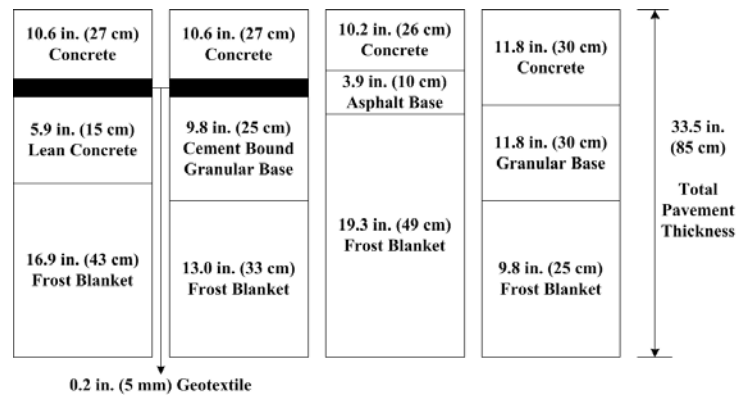 10.6 in. (27 cm)
Concrete
5.9 in. (15 cm)
Lean Concrete
16.9 in. (43 cm)
Frost Blanket
10.6 in. (27 cm)
Concrete
9.8 in. (25 cm)
Cement Bound
Granular Base
13.0 in. (33 cm)
Frost Blanket
10.2 in. (26 cm)
Concrete
3.9 in. (10 cm)
Asphalt Base
19.3 in. (49 cm)
Frost Blanket
11.8 in. (30 cm)
Concrete
11.8 in. (30 cm)
Granular Base
9.8 in. (25 cm)
Frost Blanket
33.5 in.
(85 cm)
Total
Pavement
Thickness
0.2 in. (5 mm) Geotextile